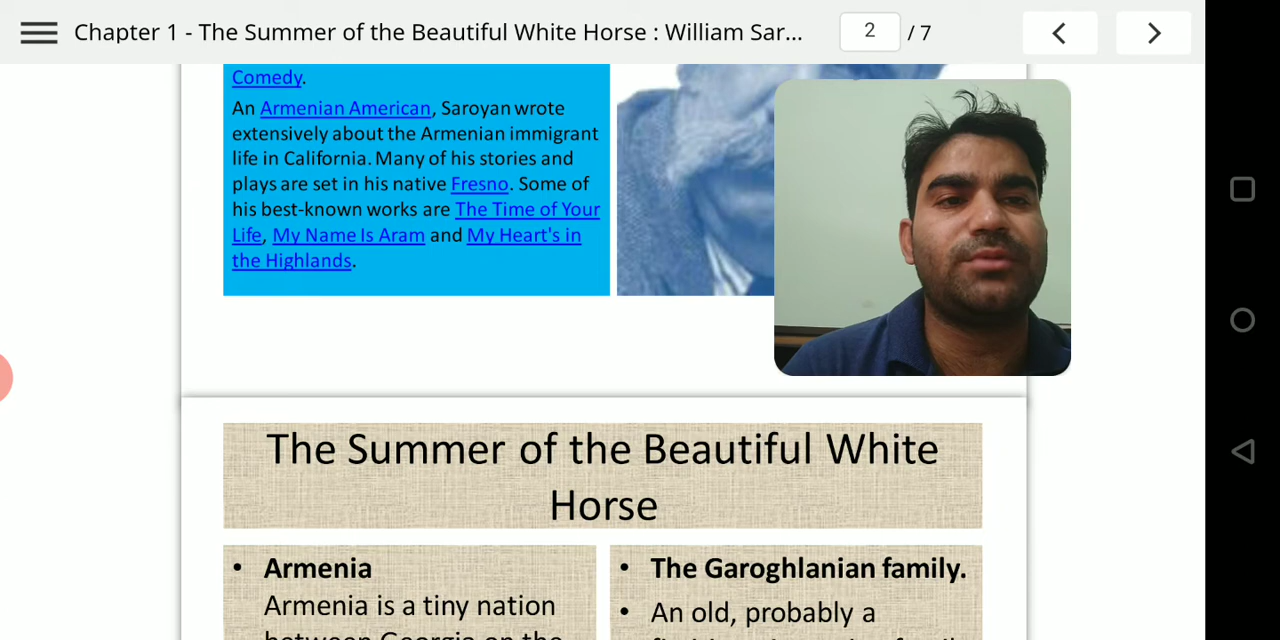 Chapter 1 - The Summer of the Beautiful White Horse : William Sar...
2 / 7
Comedy.
An Armenian American, Saroyan wrote
extensively about the Armenian immigrant
life in California. Many of his stories and
plays are set in his native Fresno. Some of
his best-known works are The Time of Your
Life, My Name Is Aram and My Heart's in
the Highlands.
The Summer of the Beautiful White
Horse
• Armenia
Armenia is a tiny nation
between Georgia on the
• The Garoghlanian family.
• An old, probably a